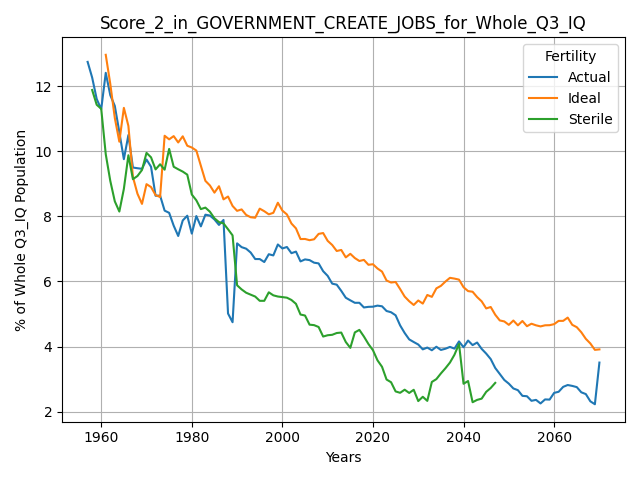 Score_2_in_GOVERNMENT_CREATE_JOBS_for_Whole_Q3_IQ
Fertility
Actual
Ideal
Sterile
% of Whole Q3_IQ Population
12
10
8
6
4
2
1960 1980 2000 2020 2040 2060
Years